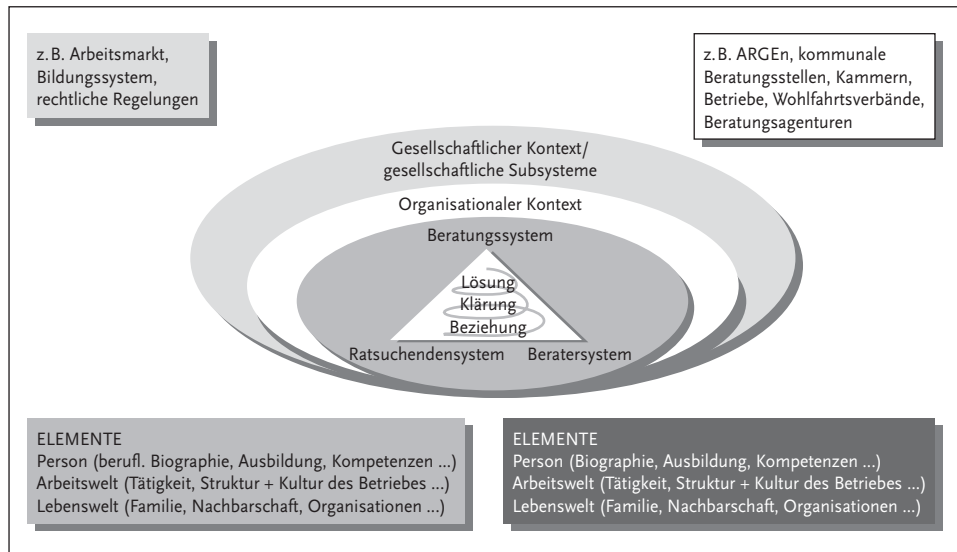 z. B. Arbeitsmarkt,
Bildungssystem,
rechtliche Regelungen
z. B. ARGEn, kommunale
Beratungsstellen, Kammern,
Betriebe, Wohlfahrtsverbände,
Beratungsagenturen
Gesellschaftlicher Kontext/
gesellschaftliche Subsysteme
Organisationaler Kontext
Beratungssystem
Lösung
Klärung
Beziehung
Ratsuchendensystem
Beratersystem
ELEMENTE
Person (berufl. Biographie, Ausbildung, Kompetenzen ...)
Arbeitswelt (Tätigkeit, Struktur + Kultur des Betriebes ...)
Lebenswelt (Familie, Nachbarschaft, Organisationen ...)
ELEMENTE
Person (Biographie, Ausbildung, Kompetenzen ...)
Arbeitswelt (Tätigkeit, Struktur + Kultur des Betriebes ...)
Lebenswelt (Familie, Nachbarschaft, Organisationen ...)